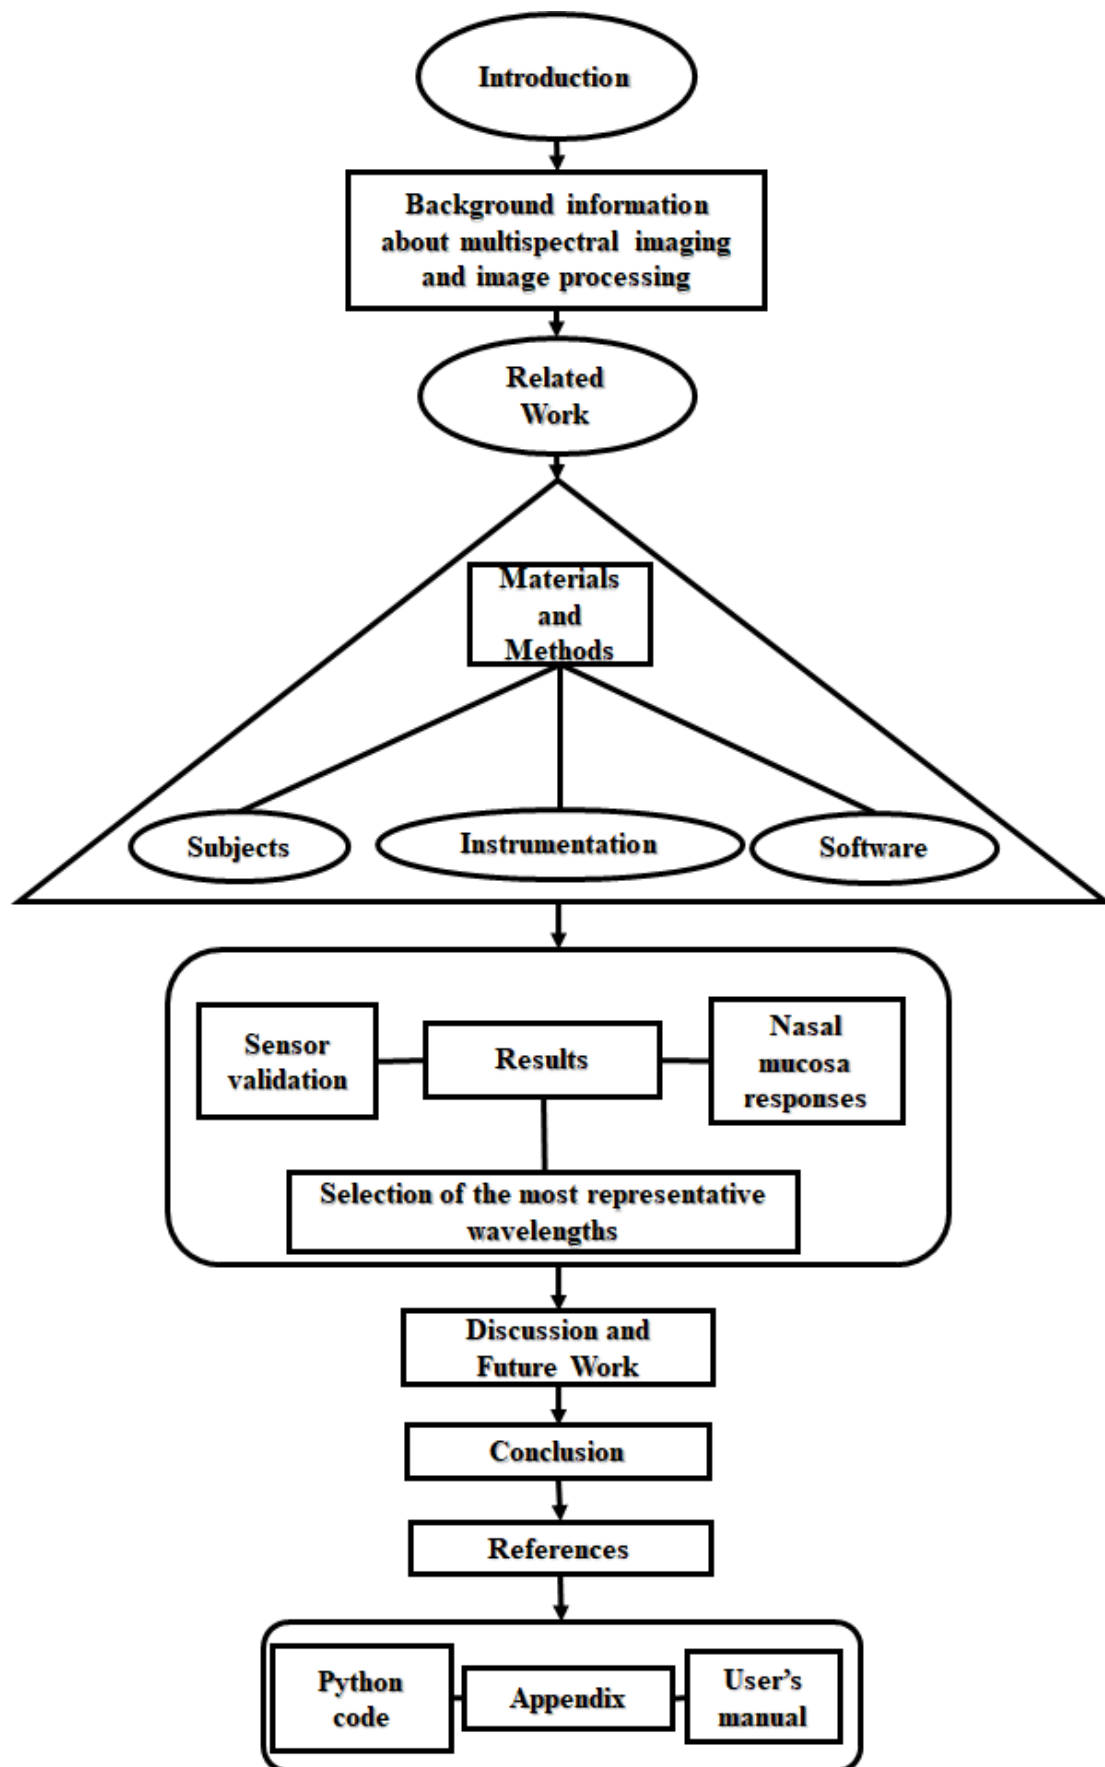 Introduction
Background information
about multispectral imaging
and image processing
Related
Work
Materials
and
Methods
Subjects
Instrumentation
Software
Sensor
validation
Results
Nasal
mucosa
responses
Selection of the most representative
wavelengths
Discussion and
Future Work
Conclusion
References
Python
code
Appendix
User’s
manual